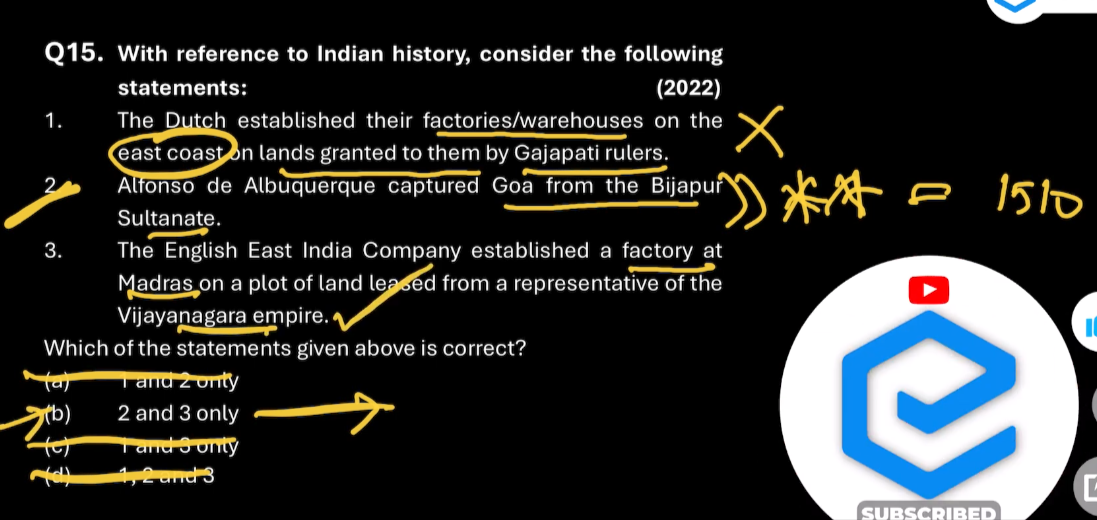 Q15. With reference to Indian history, consider the following
statements: (2022)
1. The Dutch established their factories/warehouses on the
east coast on lands granted to them by Gajapati rulers.
2. Alfonso de Albuquerque captured Goa from the Bijapur
Sultanate.
= 1510
3. The English East India Company established a factory at
Madras on a plot of land leased from a representative of the
Vijayanagara empire.
Which of the statements given above is correct?
(a) 1 and 2 only
(b) 2 and 3 only
(c) 1 and 3 only
(d) 1, 2 and 3
SUBSCRIBED